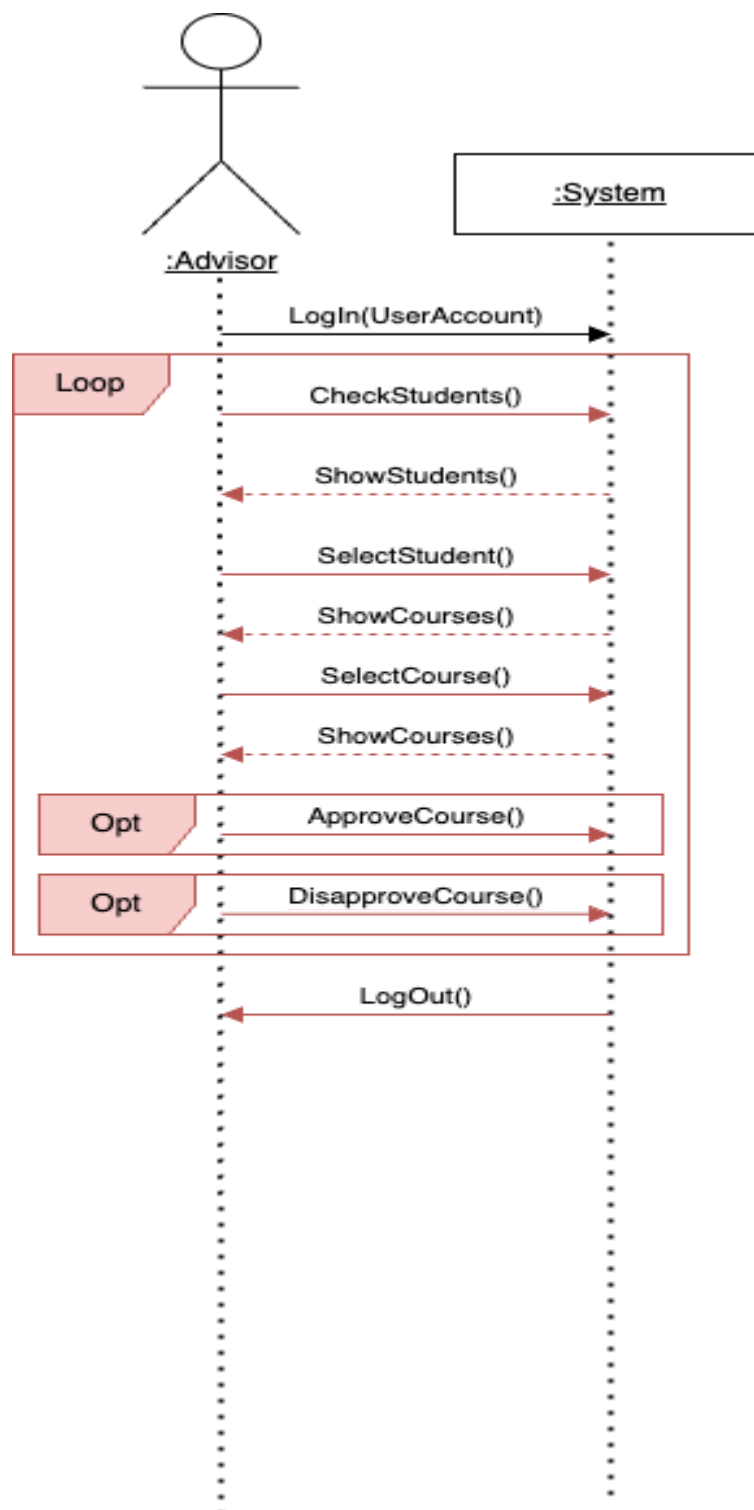 :System
:Advisor
LogIn(UserAccount)
Loop
CheckStudents()
ShowStudents()
SelectStudent()
ShowCourses()
SelectCourse()
ShowCourses()
Opt
ApproveCourse()
Opt
DisapproveCourse()
LogOut()